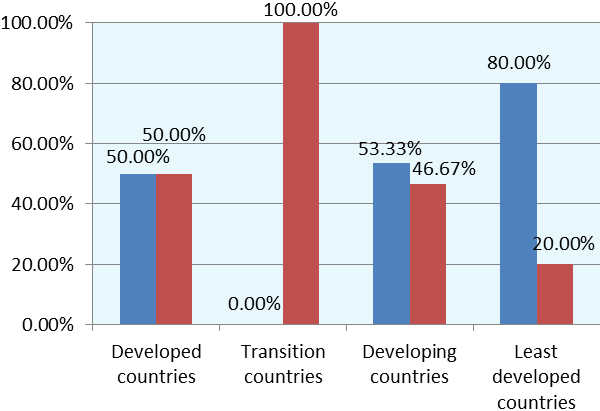 100.00%
80.00%
60.00%
40.00%
20.00%
0.00%
50.00%
50.00%
0.00%
100.00%
53.33%
46.67%
80.00%
20.00%
Developed
countries
Transition
countries
Developing
countries
Least
developed
countries